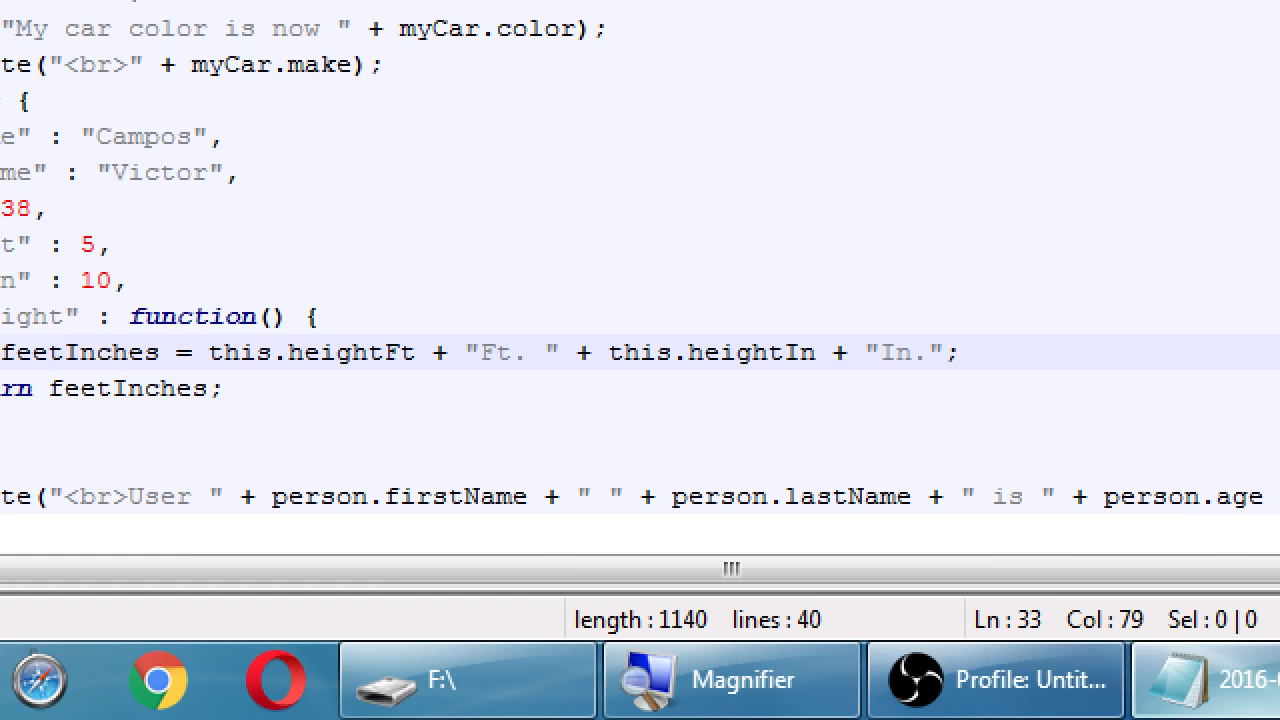 "My car color is now " + myCar.color);
te("<br>" + myCar.make);
{
e" : "Campos",
me" : "Victor",
38,
t" : 5,
n" : 10,
ight" : function() {
feetInches = this.heightFt + "Ft. " + this.heightIn + "In.";
rn feetInches;
te("<br>User " + person.firstName + " " + person.lastName + " is " + person.age
length : 1140 lines : 40 Ln : 33 Col : 79 Sel : 0 | 0
F:\ Magnifier Profile: Untit... 2016-